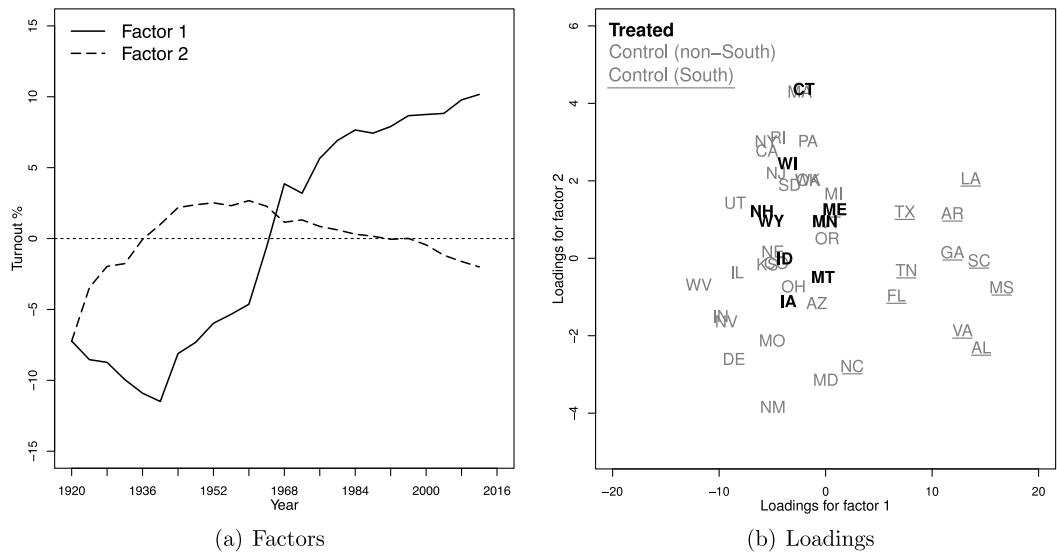 15
10
5
0
−5
−10
−15
Turnout %
Factor 1
Factor 2
1920
1936
1952
1968
1984
2000
2016
Year
(a) Factors
6
4
2
0
−2
−4
Loadings for factor 2
Treated
Control (non−South)
Control (South)
MA
CT
NY
RI
PA
CA
WI
NJ
SD
MI
LA
UT
NH
WY
ME
MN
TX
AR
OR
NE
ID
KS
GA
SC
IL
TN
WV
MT
OH
MS
IA
AZ
FL
IN
NV
VA
MO
AL
DE
NC
MD
NM
−20
−10
0
10
20
Loadings for factor 1
(b) Loadings